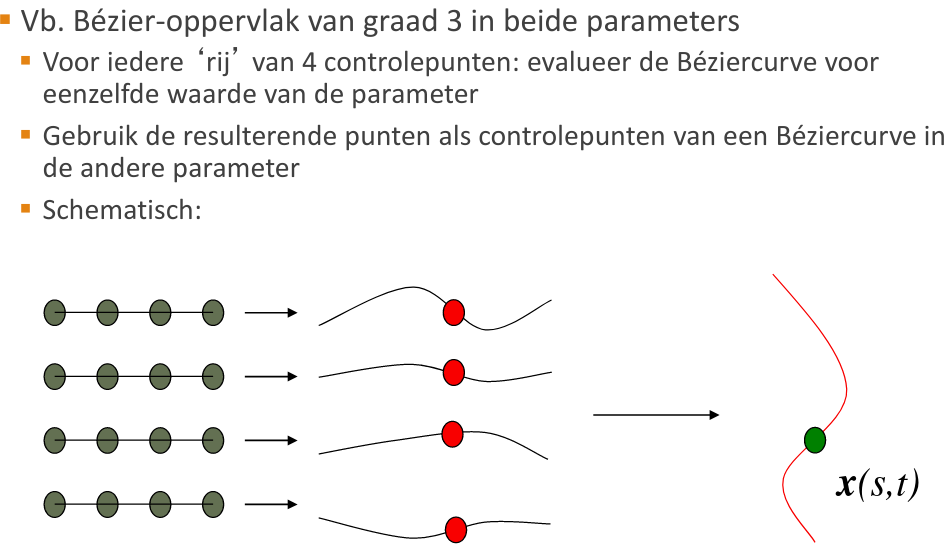 Vb. Bézier-oppervlak van graad 3 in beide parameters
Voor iedere ‘rij’ van 4 controlepunten: evalueer de Béziercurve voor
eenzelfde waarde van de parameter
Gebruik de resulterende punten als controlepunten van een Béziercurve in
de andere parameter
Schematisch:
x(s,t)